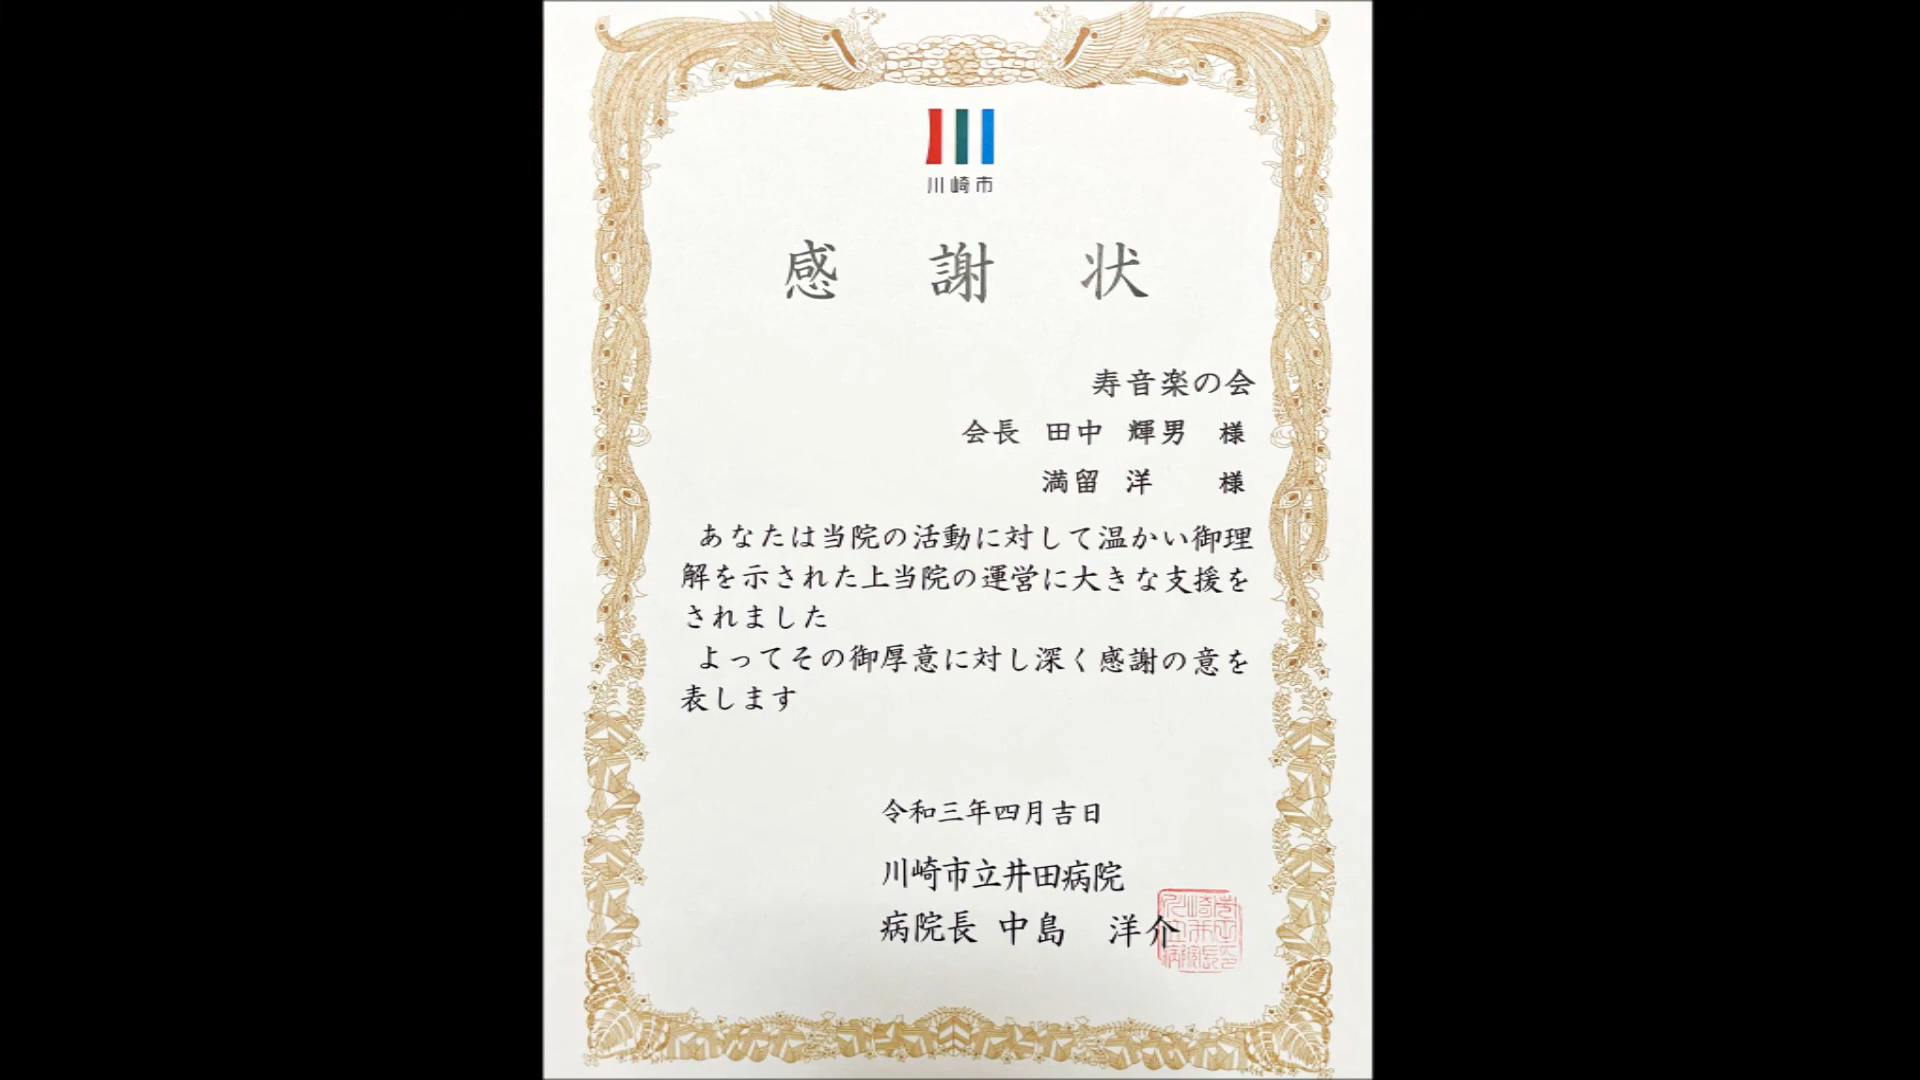 川崎市
感謝状
寿音楽の会
会長 田中 輝男 様
満留 洋 様
あなたは当院の活動に対して温かい御理
解を示された上当院の運営に大きな支援を
されました
よってその御厚意に対し深く感謝の意を
表します
令和三年四月吉日
川崎市立井田病院
病院長 中島 洋介